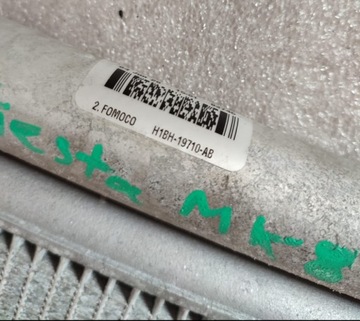 2. FOMOCO H1BH-19710-AB
iesta Mk8